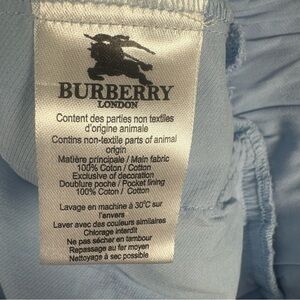 BURBERRY
LONDON
Content des parties non textiles
d'origine animale
Contins non-textile parts of animal
origin
Matière principale / Main fabric
100% Coton / Cotton
Exclusive of decoration
Doublure poche / Pocket lining
100% Coton / Cotton
Lavage en machine à 30°C sur
l'envers
Laver avec des couleurs similaires
Chlorage interdit
Ne pas sécher en tambour
Repassage au fer moyen
Nettoyage à sec possible